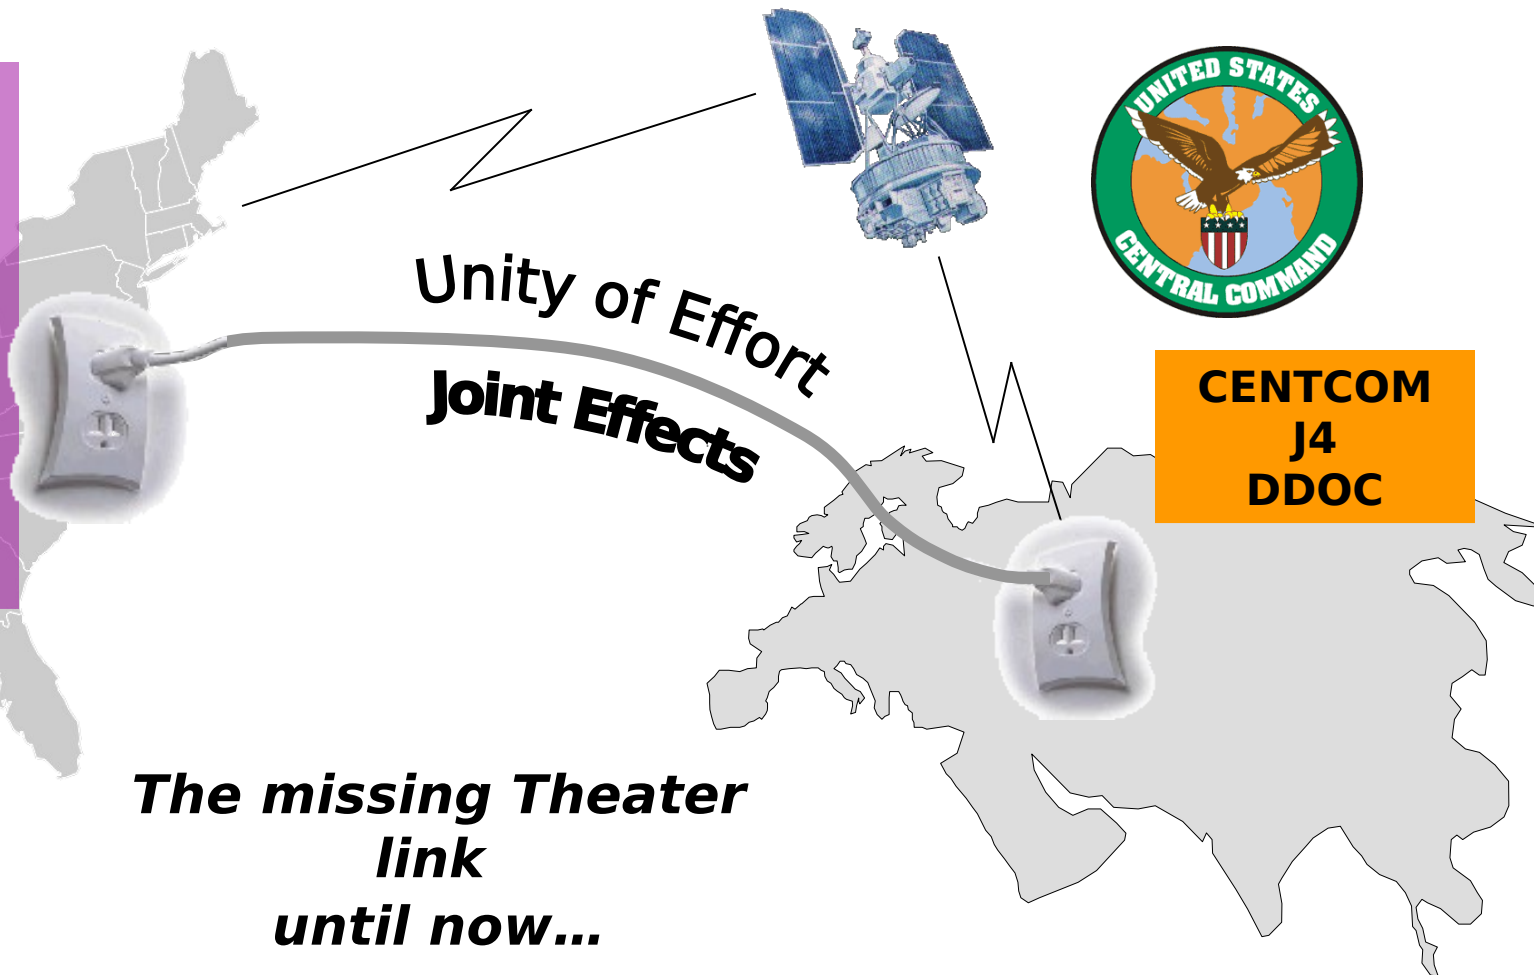 UNITED STATES
CENTRAL COMMAND
Unity of Effort
Joint Effects
CENTCOM
J4
DDOC
The missing Theater
link
until now…